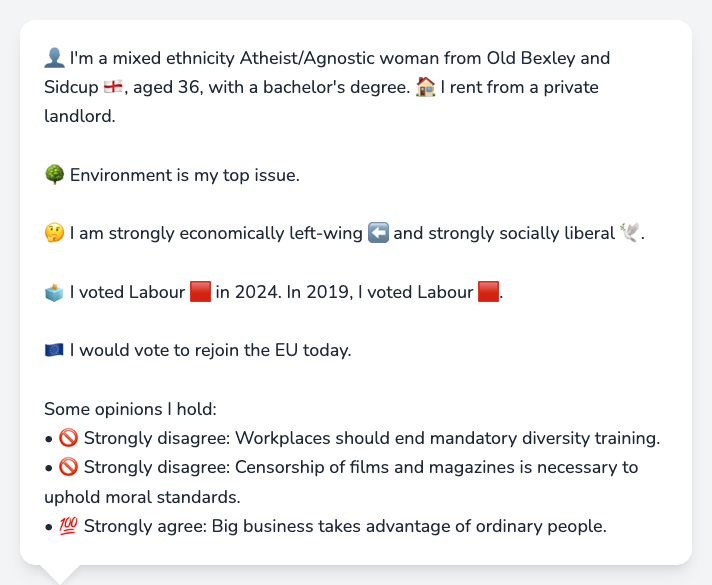 👤 I'm a mixed ethnicity Atheist/Agnostic woman from Old Bexley and
Sidcup 🏴󠁧󠁢󠁥󠁮󠁧󠁿, aged 36, with a bachelor's degree. 🏠 I rent from a private
landlord.
🌳 Environment is my top issue.
🤔 I am strongly economically left-wing ⬅️ and strongly socially liberal 🕊️.
🗳️ I voted Labour 🟥 in 2024. In 2019, I voted Labour 🟥.
🇪🇺 I would vote to rejoin the EU today.
Some opinions I hold:
• 🚫 Strongly disagree: Workplaces should end mandatory diversity training.
• 🚫 Strongly disagree: Censorship of films and magazines is necessary to
uphold moral standards.
• 💯 Strongly agree: Big business takes advantage of ordinary people.